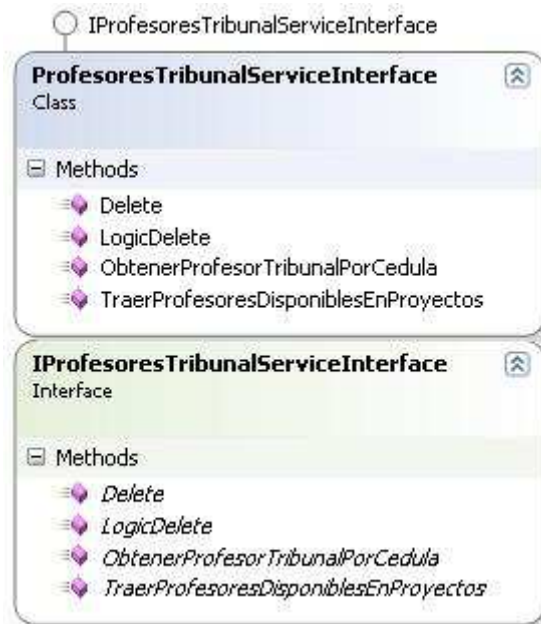 IProfesoresTribunalServiceInterface
ProfesoresTribunalServiceInterface
Class
Methods
Delete
LogicDelete
ObtenerProfesorTribunalPorCedula
TraerProfesoresDisponiblesEnProyectos
IProfesoresTribunalServiceInterface
Interface
Methods
Delete
LogicDelete
ObtenerProfesorTribunalPorCedula
TraerProfesoresDisponiblesEnProyectos